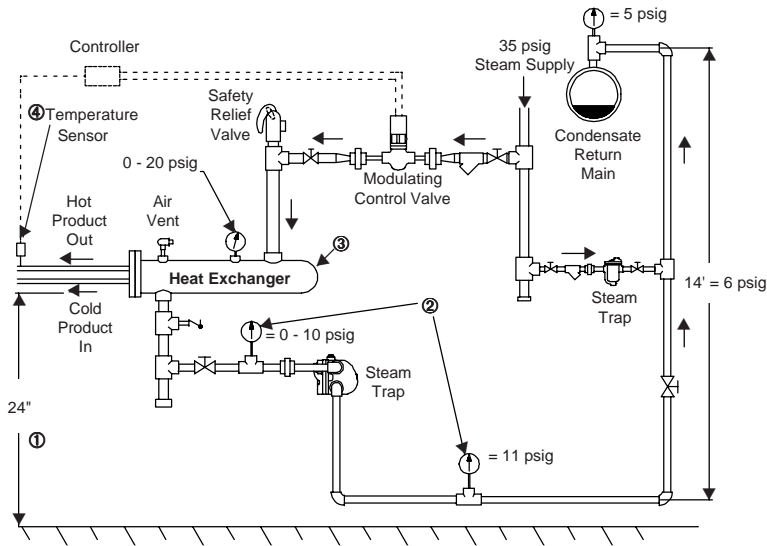 = 5 psig
Controller
35 psig
Steam Supply
Safety
Relief
Valve
④Temperature
Sensor
Condensate
Return
Main
0 - 20 psig
Modulating
Control Valve
Hot
Product
Out
Air
Vent
③
Heat Exchanger
14' = 6 psig
Steam
Trap
Cold
Product
In
②
= 0 - 10 psig
Steam
Trap
24"
①
= 11 psig